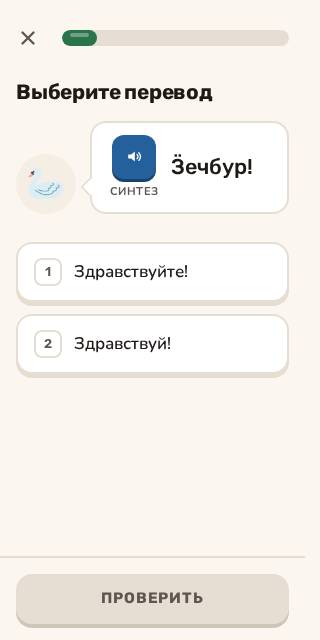 Выберите перевод
Ӟечбур!
СИНТЕЗ
1 Здравствуйте!
2 Здравствуй!
ПРОВЕРИТЬ